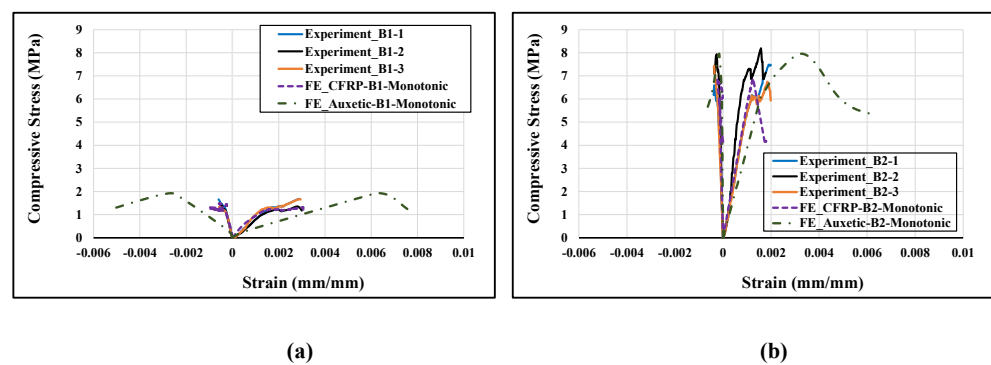 9
8
7
6
5
4
3
2
1
0
-0.006 -0.004 -0.002 0 0.002 0.004 0.006 0.008 0.01
Compressive Stress (MPa)
Strain (mm/mm)
Experiment_B1-1
Experiment_B1-2
Experiment_B1-3
FE_CFRP-B1-Monotonic
FE_Auxetic-B1-Monotonic
(a)
9
8
7
6
5
4
3
2
1
0
-0.006 -0.004 -0.002 0 0.002 0.004 0.006 0.008 0.01
Compressive Stress (MPa)
Strain (mm/mm)
Experiment_B2-1
Experiment_B2-2
Experiment_B2-3
FE_CFRP-B2-Monotonic
FE_Auxetic-B2-Monotonic
(b)